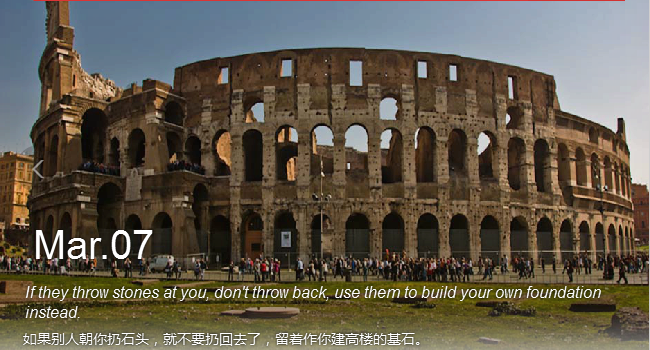 Mar.07
If they throw stones at you, don't throw back, use them to build your own foundation
instead.
如果别人朝你扔石头，就不要扔回去了，留着作你建高楼的基石。